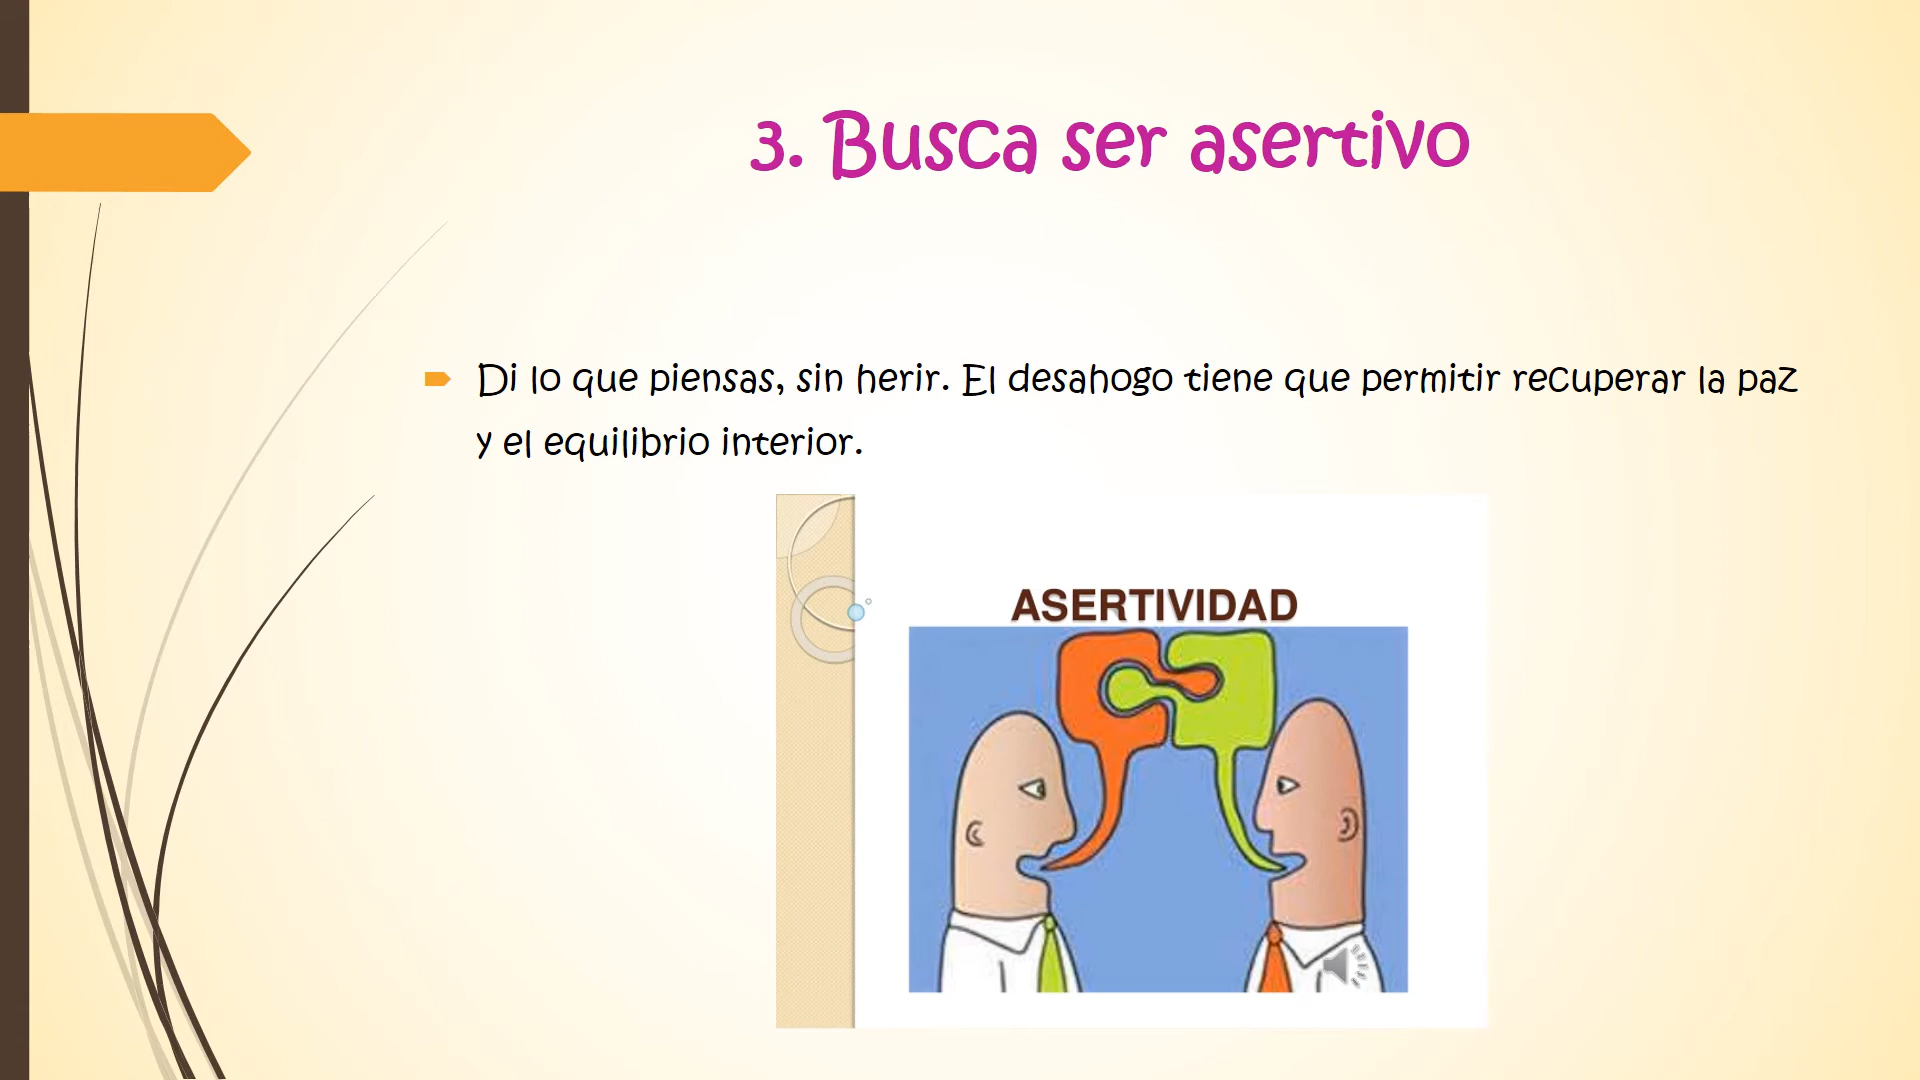 3. Busca ser asertivo
Di lo que piensas, sin herir. El desahogo tiene que permitir recuperar la paz
y el equilibrio interior.
ASERTIVIDAD